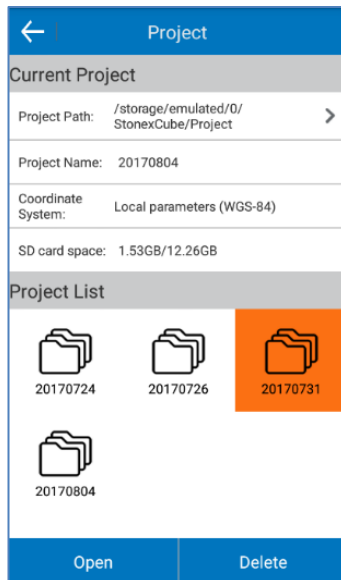 Project
Current Project
Project Path: /storage/emulated/0/
StonexCube/Project
Project Name: 20170804
Coordinate
System: Local parameters (WGS-84)
SD card space: 1.53GB/12.26GB
Project List
20170724 20170726 20170731
20170804
Open Delete